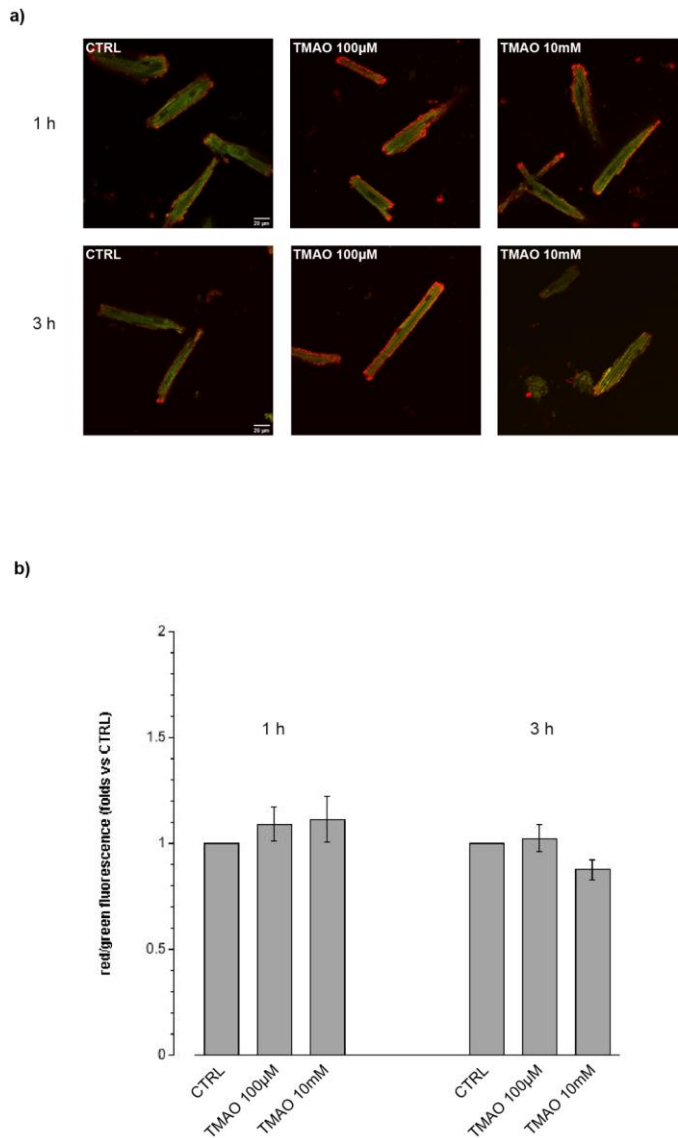 a)
CTRL TMAO 100µM TMAO 10mM
1 h
20 µm
CTRL TMAO 100µM TMAO 10mM
3 h
20 µm
b)
red/green fluorescence (folds vs CTRL)
2
1.5
1
0.5
0
1 h 3 h
CTRL TMAO 100µM TMAO 10mM CTRL TMAO 100µM TMAO 10mM